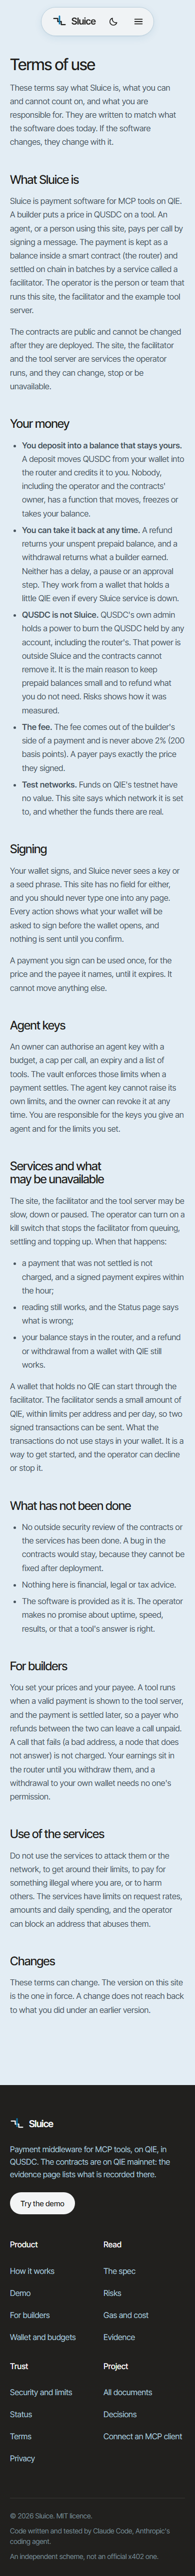 Sluice
Terms of use
These terms say what Sluice is, what you can
and cannot count on, and what you are
responsible for. They are written to match what
the software does today. If the software
changes, they change with it.
What Sluice is
Sluice is payment software for MCP tools on QIE.
A builder puts a price in QUSDC on a tool. An
agent, or a person using this site, pays per call by
signing a message. The payment is kept as a
balance inside a smart contract (the router) and
settled on chain in batches by a service called a
facilitator. The operator is the person or team that
runs this site, the facilitator and the example tool
server.
The contracts are public and cannot be changed
after they are deployed. The site, the facilitator
and the tool server are services the operator
runs, and they can change, stop or be
unavailable.
Your money
• You deposit into a balance that stays yours.
A deposit moves QUSDC from your wallet into
the router and credits it to you. Nobody,
including the operator and the contracts'
owner, has a function that moves, freezes or
takes your balance.
• You can take it back at any time. A refund
returns your unspent prepaid balance, and a
withdrawal returns what a builder earned.
Neither has a delay, a pause or an approval
step. They work from a wallet that holds a
little QIE even if every Sluice service is down.
• QUSDC is not Sluice. QUSDC's own admin
holds a power to burn the QUSDC held by any
account, including the router's. That power is
outside Sluice and the contracts cannot
remove it. It is the main reason to keep
prepaid balances small and to refund what
you do not need. Risks shows how it was
measured.
• The fee. The fee comes out of the builder's
side of a payment and is never above 2% (200
basis points). A payer pays exactly the price
they signed.
• Test networks. Funds on QIE's testnet have
no value. This site says which network it is set
to, and whether the funds there are real.
Signing
Your wallet signs, and Sluice never sees a key or
a seed phrase. This site has no field for either,
and you should never type one into any page.
Every action shows what your wallet will be
asked to sign before the wallet opens, and
nothing is sent until you confirm.
A payment you sign can be used once, for the
price and the payee it names, until it expires. It
cannot move anything else.
Agent keys
An owner can authorise an agent key with a
budget, a cap per call, an expiry and a list of
tools. The vault enforces those limits when a
payment settles. The agent key cannot raise its
own limits, and the owner can revoke it at any
time. You are responsible for the keys you give an
agent and for the limits you set.
Services and what
may be unavailable
The site, the facilitator and the tool server may be
slow, down or paused. The operator can turn on a
kill switch that stops the facilitator from queuing,
settling and topping up. When that happens:
• a payment that was not settled is not
charged, and a signed payment expires within
the hour;
• reading still works, and the Status page says
what is wrong;
• your balance stays in the router, and a refund
or withdrawal from a wallet with QIE still
works.
A wallet that holds no QIE can start through the
facilitator. The facilitator sends a small amount of
QIE, within limits per address and per day, so two
signed transactions can be sent. What the
transactions do not use stays in your wallet. It is a
way to get started, and the operator can decline
or stop it.
What has not been done
• No outside security review of the contracts or
the services has been done. A bug in the
contracts would stay, because they cannot be
fixed after deployment.
• Nothing here is financial, legal or tax advice.
• The software is provided as it is. The operator
makes no promise about uptime, speed,
results, or that a tool's answer is right.
For builders
You set your prices and your payee. A tool runs
when a valid payment is shown to the tool server,
and the payment is settled later, so a payer who
refunds between the two can leave a call unpaid.
A call that fails (a bad address, a node that does
not answer) is not charged. Your earnings sit in
the router until you withdraw them, and a
withdrawal to your own wallet needs no one's
permission.
Use of the services
Do not use the services to attack them or the
network, to get around their limits, to pay for
something illegal where you are, or to harm
others. The services have limits on request rates,
amounts and daily spending, and the operator
can block an address that abuses them.
Changes
These terms can change. The version on this site
is the one in force. A change does not reach back
to what you did under an earlier version.
Sluice
Payment middleware for MCP tools, on QIE, in
QUSDC. The contracts are on QIE mainnet: the
evidence page lists what is recorded there.
Try the demo
Product
How it works
Demo
For builders
Wallet and budgets
Read
The spec
Risks
Gas and cost
Evidence
Trust
Security and limits
Status
Terms
Privacy
Project
All documents
Decisions
Connect an MCP client
© 2026 Sluice. MIT licence.
Code written and tested by Claude Code, Anthropic's
coding agent.
An independent scheme, not an official x402 one.